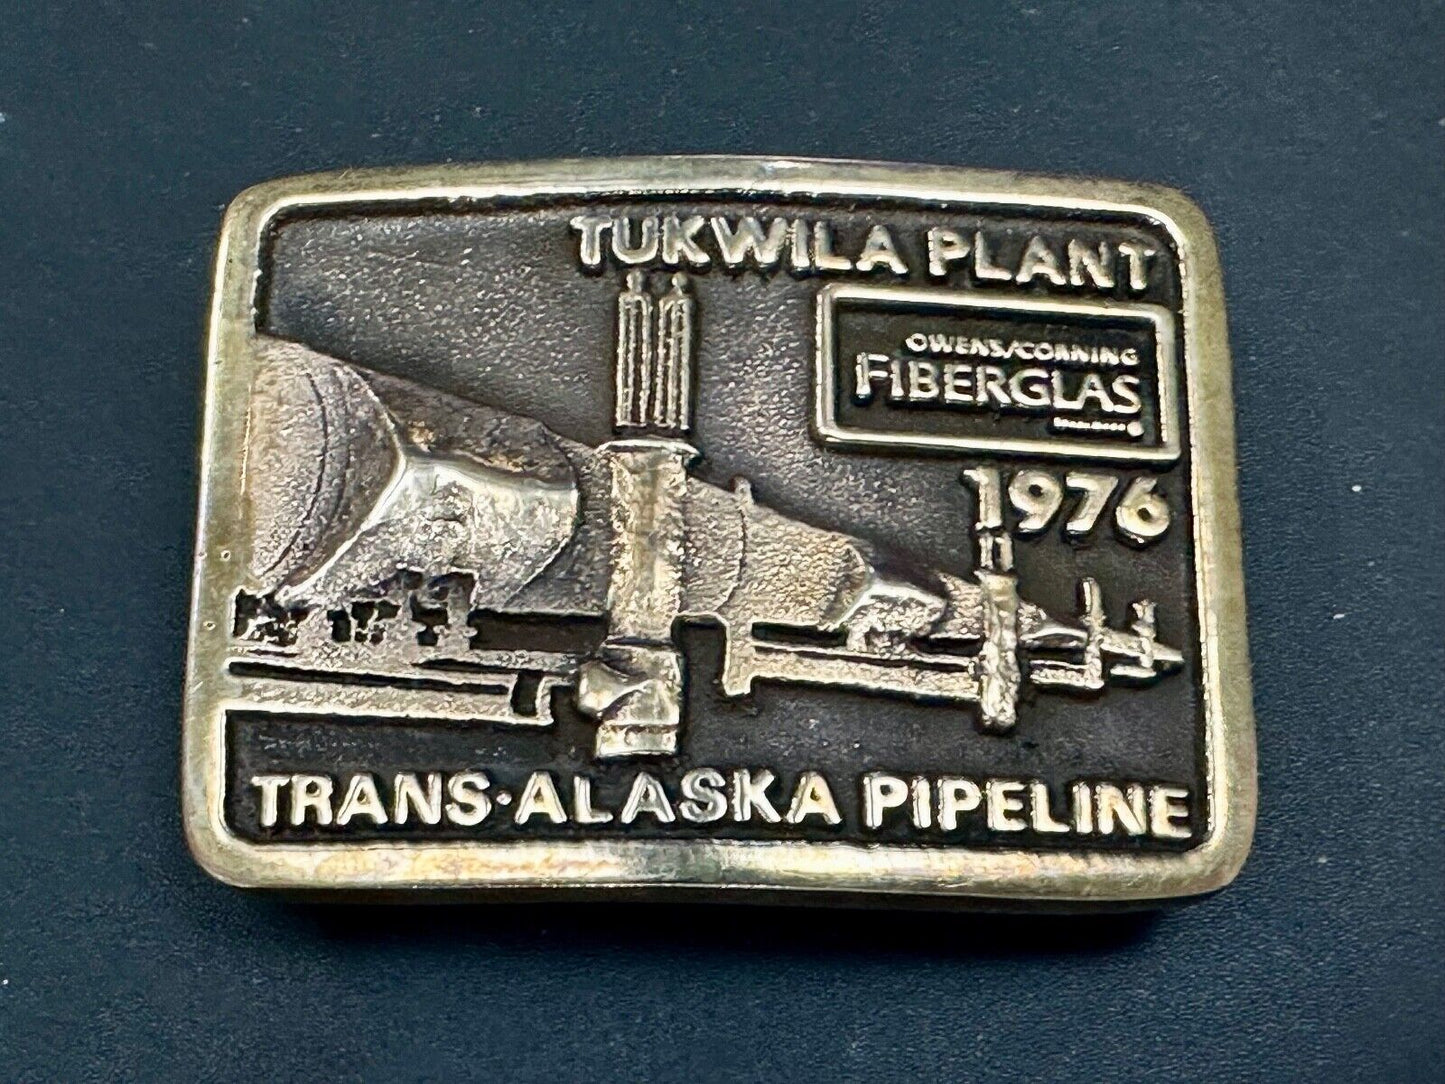 TUKWILA PLANT
OWENS/CORNING
FIBERGLAS
1976
TRANS·ALASKA PIPELINE